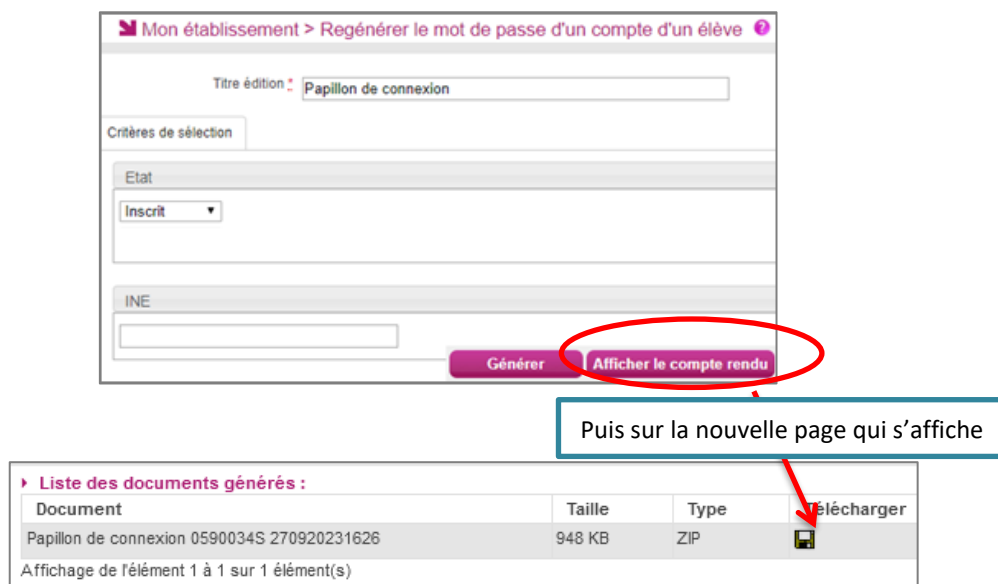 Mon établissement > Regénérer le mot de passe d'un compte d'un élève ?
Titre édition * Papillon de connexion
Critères de sélection
Etat
Inscrit
INE
Générer Afficher le compte rendu
Puis sur la nouvelle page qui s'affiche
Liste des documents générés :
Document Taille Type Télécharger
Papillon de connexion 0590034S 270920231626 948 KB ZIP
Affichage de l'élément 1 à 1 sur 1 élément(s)